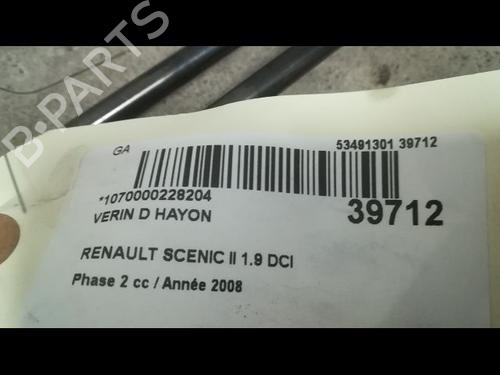 B-PARTS
GA
53491301 39712
*1070000228204
39712
VERIN D HAYON
RENAULT SCENIC II 1.9 DCI
Phase 2 cc / Année 2008